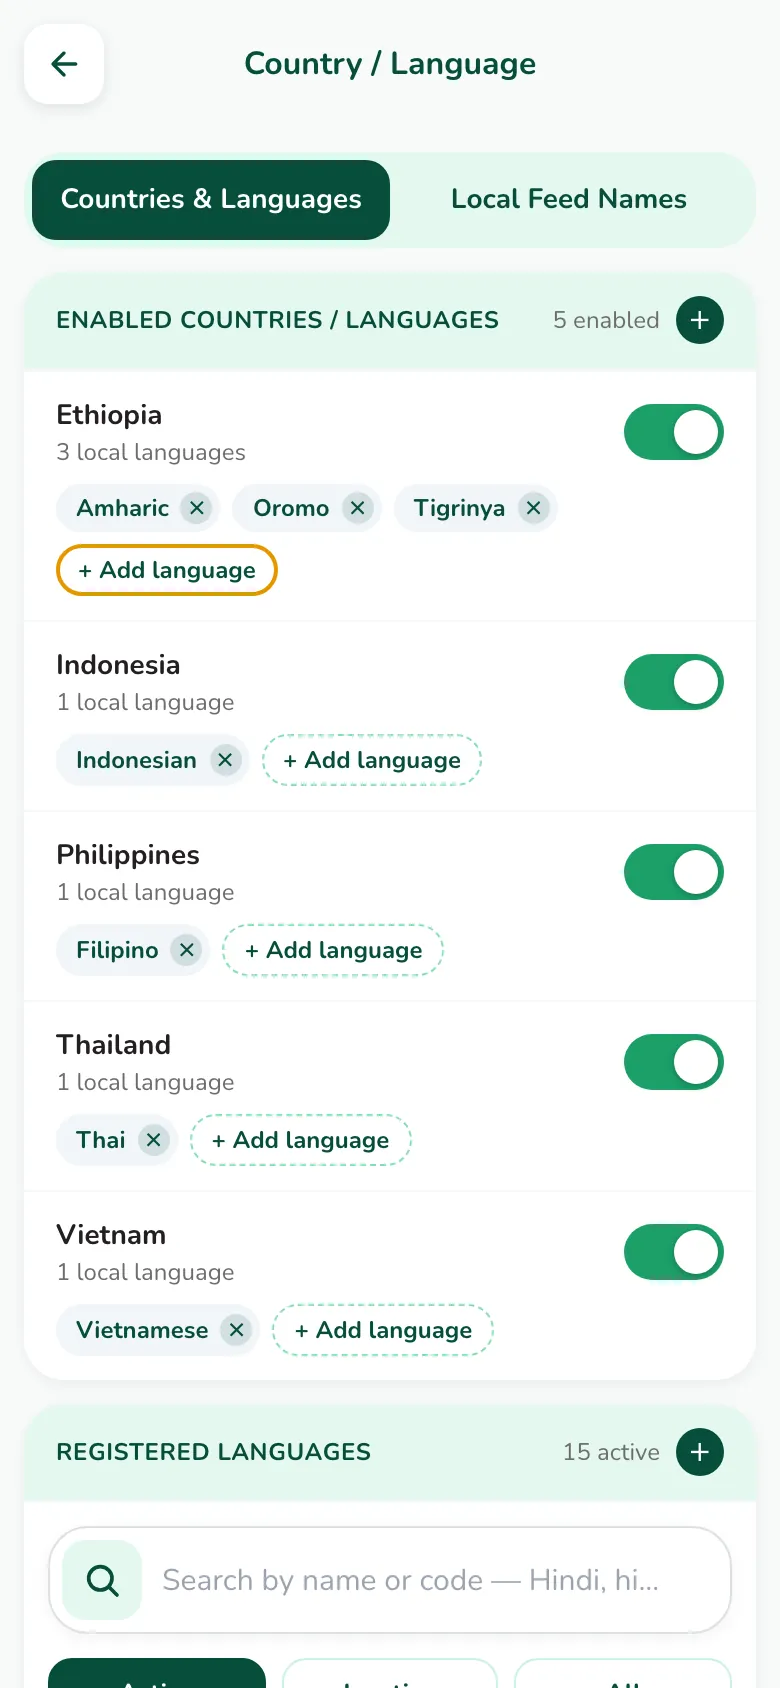 Country / Language
Countries & Languages
Local Feed Names
ENABLED COUNTRIES / LANGUAGES
5 enabled
+
Ethiopia
3 local languages
Amharic ✕ Oromo ✕ Tigrinya ✕
+ Add language
Indonesia
1 local language
Indonesian ✕ + Add language
Philippines
1 local language
Filipino ✕ + Add language
Thailand
1 local language
Thai ✕ + Add language
Vietnam
1 local language
Vietnamese ✕ + Add language
REGISTERED LANGUAGES
15 active
+
Search by name or code — Hindi, hi...
All